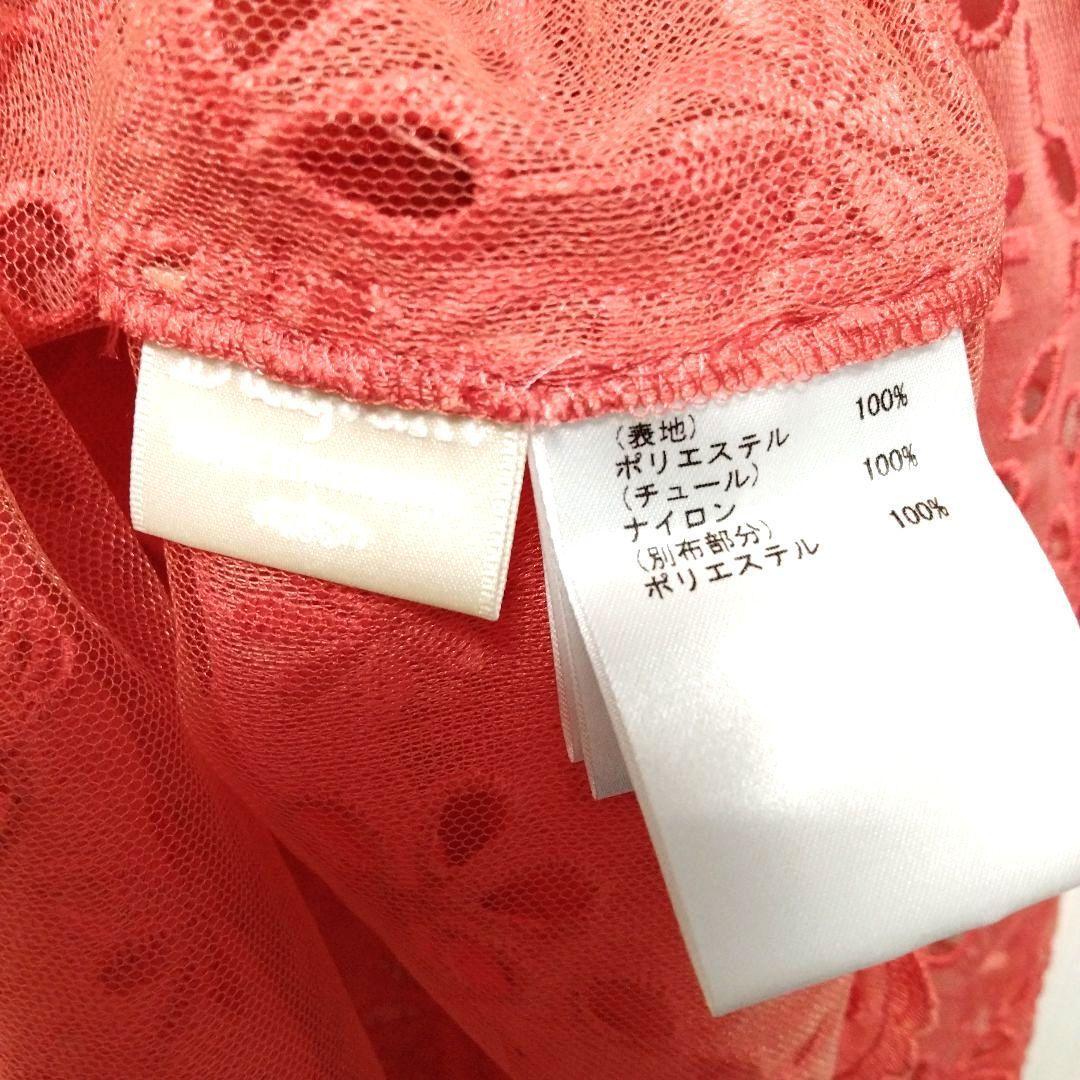 (表地)
ポリエステル 100%
(チュール)
ナイロン 100%
(別布部分)
ポリエステル 100%